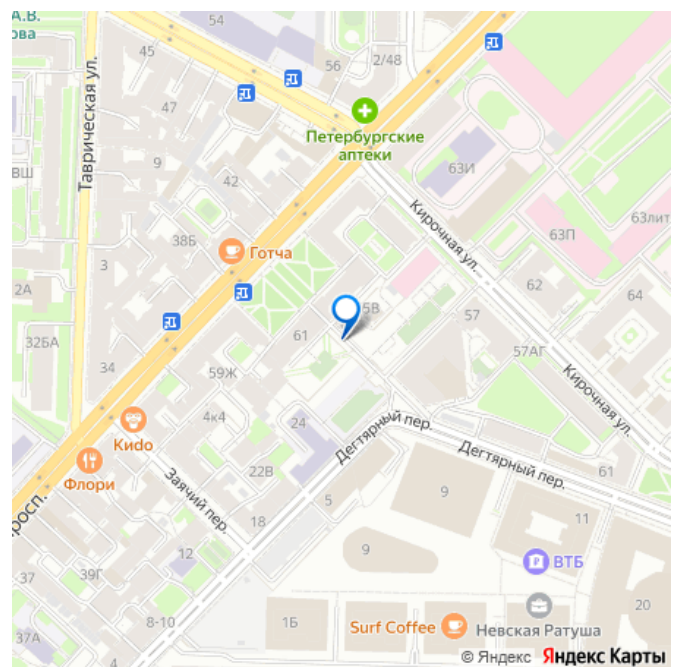 А.В.
ова
54
45
56
2/48
Таврическая ул.
47
Петербургские
аптеки
9
63И
ВШ
42
Кирочная ул.
63лит
63П
38Б
Готча
3
62
2А
64
5В
57
32БА
61
57АГ
34
59Ж
4к4
Кидо
24
Дегтярный пер.
Кирочная ул.
Флори
22В
Дегтярный пер.
61
Заячий пер.
росп.
18
5
9
11
12
9
ВТБ
37
39Г
1Б
20
8-10
Surf Coffee
Невская Ратуша
37А
© Яндекс Яндекс Карты